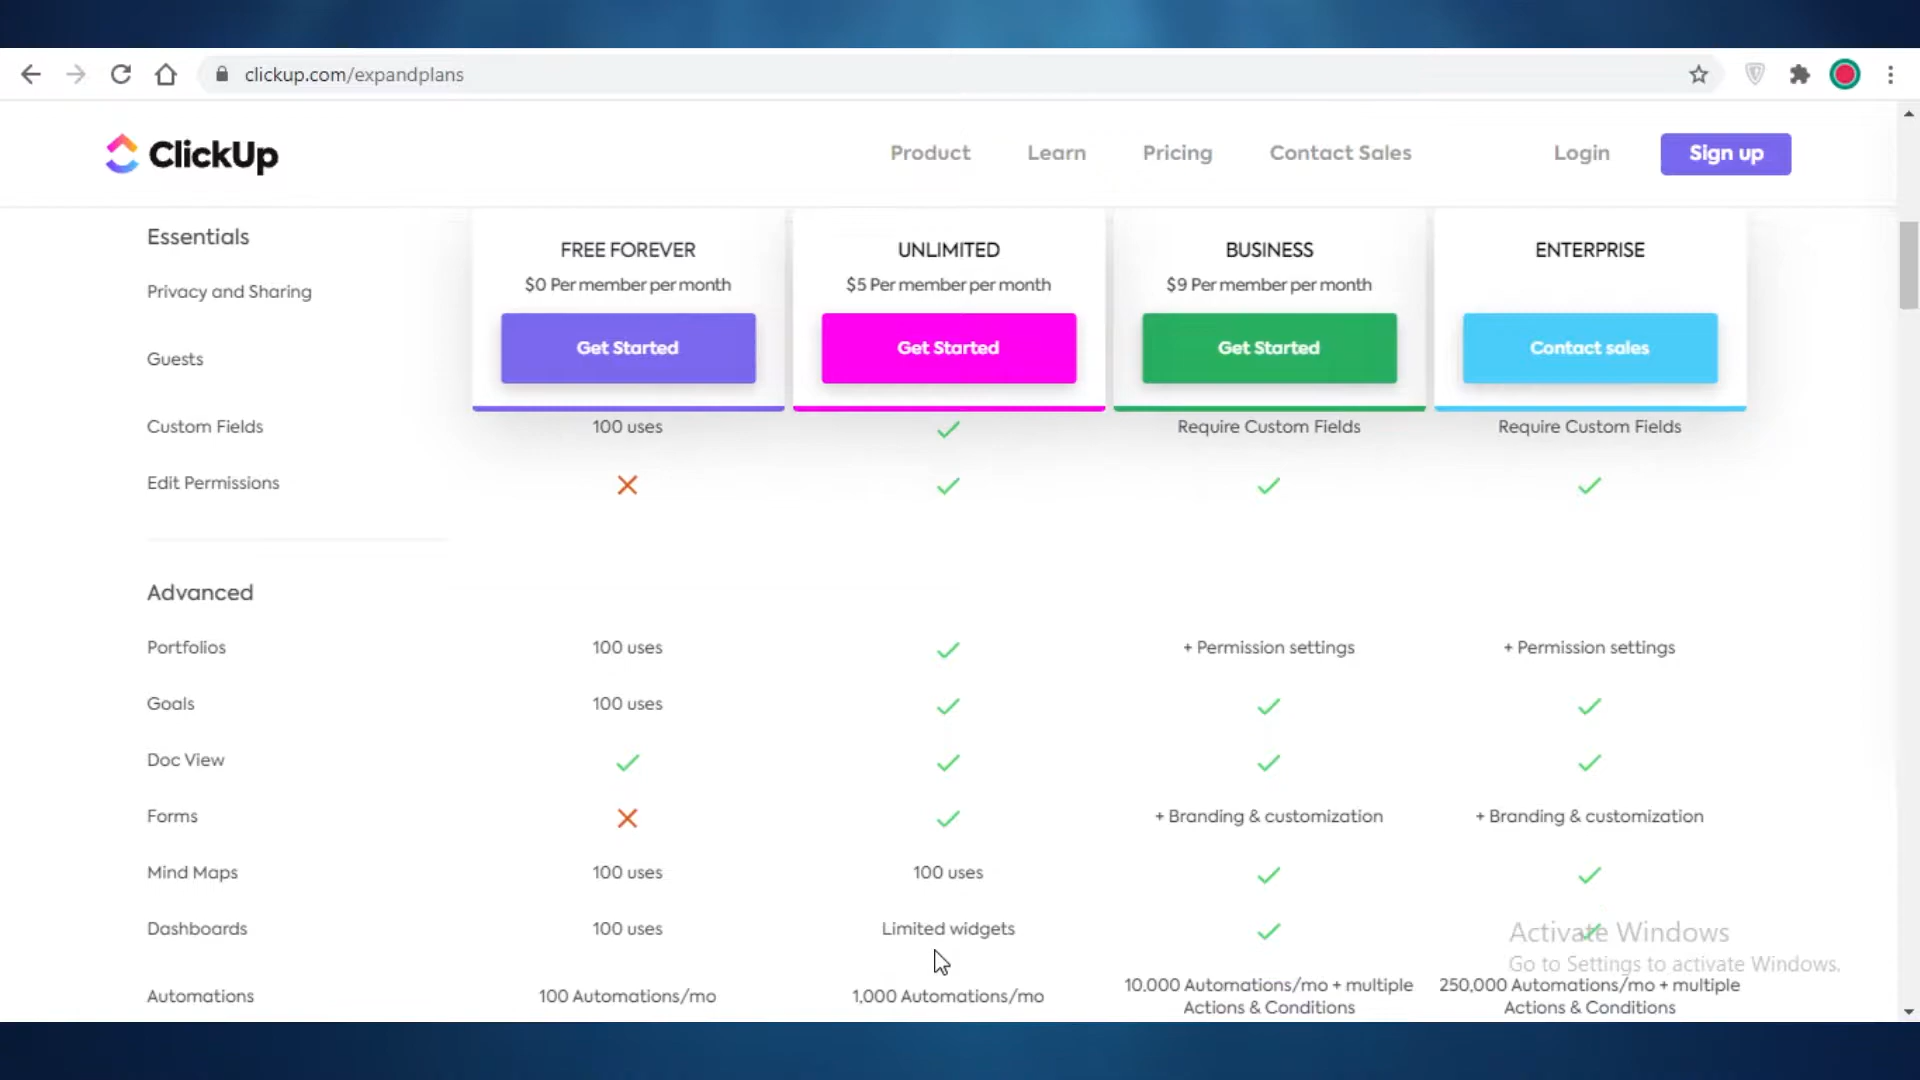 clickup.com/expandplans
ClickUp
Product Learn Pricing Contact Sales Login Sign up
Essentials
FREE FOREVER UNLIMITED BUSINESS ENTERPRISE
$0 Per member per month $5 Per member per month $9 Per member per month
Privacy and Sharing
Get Started Get Started Get Started Contact sales
Guests
Custom Fields 100 uses Require Custom Fields Require Custom Fields
Edit Permissions
Advanced
Portfolios 100 uses + Permission settings + Permission settings
Goals 100 uses
Doc View
Forms + Branding & customization + Branding & customization
Mind Maps 100 uses 100 uses
Dashboards 100 uses Limited widgets
Activate Windows
Go to Settings to activate Windows.
Automations 100 Automations/mo 1,000 Automations/mo 10,000 Automations/mo + multiple 250,000 Automations/mo + multiple
Actions & Conditions Actions & Conditions